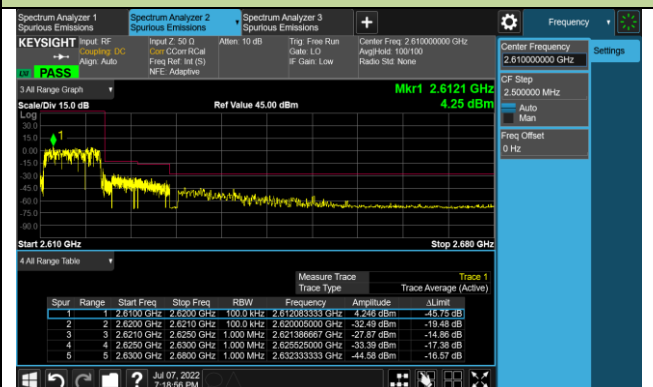 Spectrum Analyzer 1
Spurious Emissions
Spectrum Analyzer 2
Spurious Emissions
Spectrum Analyzer 3
Spurious Emissions
+
Frequency
KEYSIGHT
Input: RF
Coupling: DC
Align: Auto
Input Z: 50 Ω
Corr CCorr RCal
Freq Ref: Int (S)
NFE: Adaptive
Atten: 10 dB
Trig: Free Run
Gate: LO
IF Gain: Low
Center Freq: 2.610000000 GHz
Avg|Hold: 100/100
Radio Std: None
PASS
Center Frequency
2.610000000 GHz
Settings
CF Step
2.500000 MHz
Auto
Man
Freq Offset
0 Hz
3 All Range Graph
Mkr1 2.6121 GHz
4.25 dBm
Scale/Div 15.0 dB
Ref Value 45.00 dBm
Log
30.0
15.0
0.00
-15.0
-30.0
-45.0
-60.0
-75.0
-90.0
1
Start 2.610 GHz
Stop 2.680 GHz
4 All Range Table
Measure Trace Trace 1
Trace Type Trace Average (Active)
Spur Range Start Freq Stop Freq RBW Frequency Amplitude ΔLimit
1 1 2.6100 GHz 2.6200 GHz 100.0 kHz 2.612083333 GHz 4.246 dBm -45.75 dB
2 2 2.6200 GHz 2.6210 GHz 100.0 kHz 2.620005000 GHz -32.49 dBm -19.48 dB
3 3 2.6210 GHz 2.6250 GHz 1.000 MHz 2.621386667 GHz -27.87 dBm -14.86 dB
4 4 2.6250 GHz 2.6300 GHz 1.000 MHz 2.625525000 GHz -33.39 dBm -17.38 dB
5 5 2.6300 GHz 2.6800 GHz 1.000 MHz 2.632333333 GHz -44.58 dBm -16.57 dB
?
Jul 07, 2022
7:18:56 PM